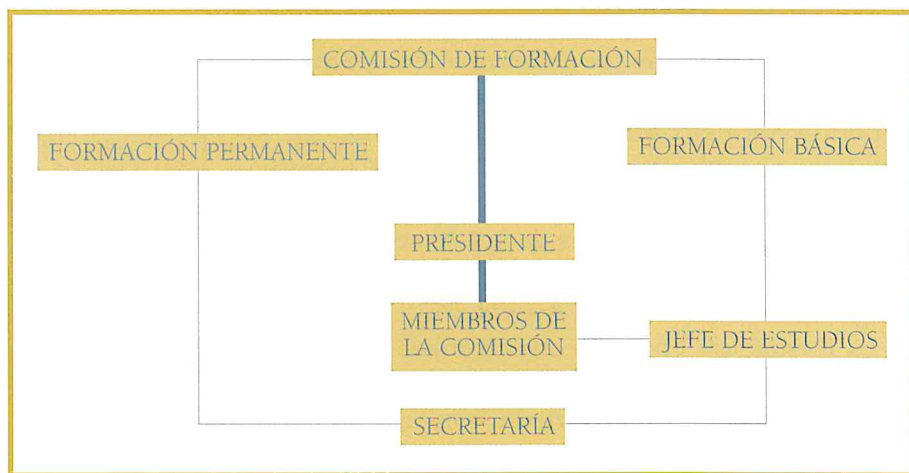 COMISIÓN DE FORMACIÓN
FORMACIÓN PERMANENTE
FORMACIÓN BÁSICA
PRESIDENTE
MIEMBROS DE
LA COMISIÓN
JEFE DE ESTUDIOS
SECRETARÍA